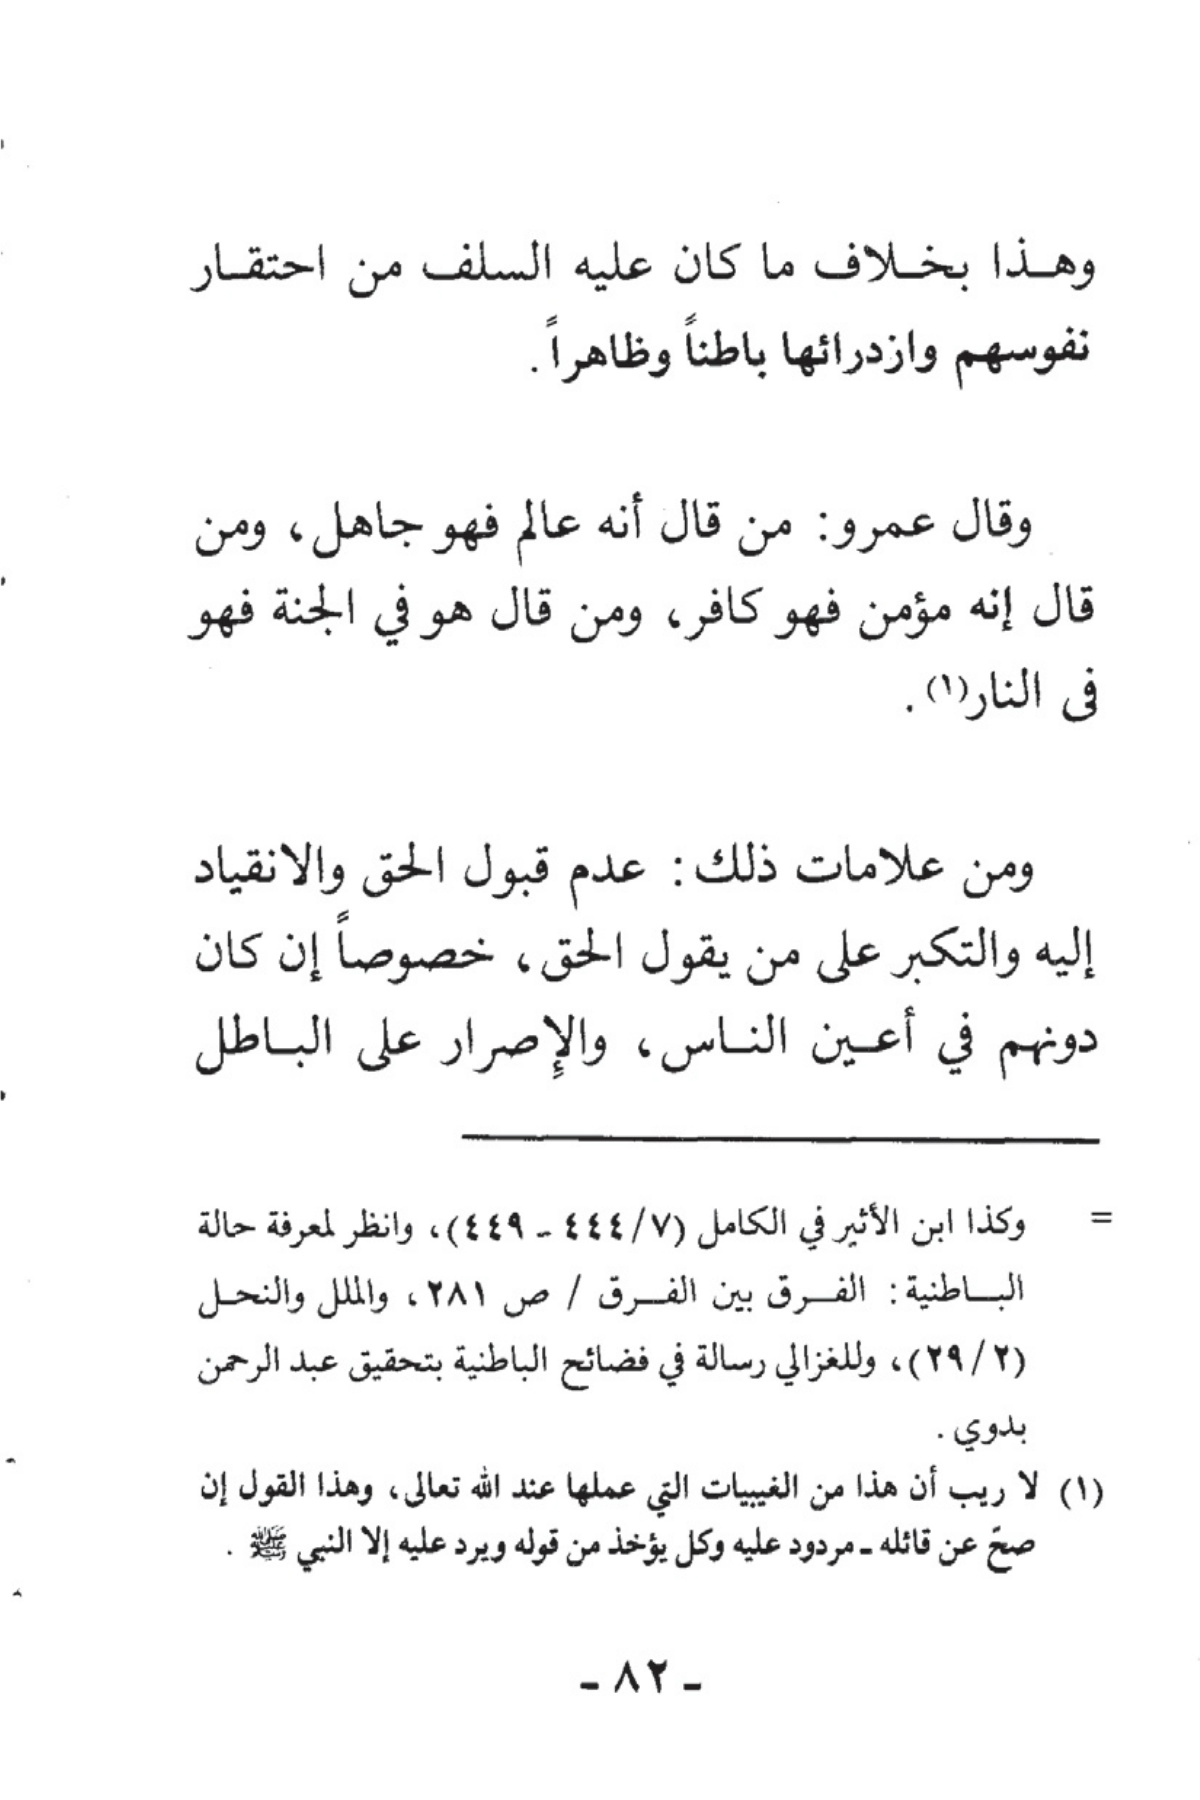 وهذا بخلاف ما كان عليه السلف من احتقار
نفوسهم وازدرائها باطناً وظاهراً .
وقال عمرو : من قال أنه عالم فهو جاهل ، ومن
قال إنه مؤمن فهو كافر ، ومن قال هو في الجنة فهو
فى النار(١) .
ومن علامات ذلك : عدم قبول الحق والانقياد
إليه والتكبر على من يقول الحق ، خصوصاً إن كان
دونهم في أعين الناس ، والإصرار على الباطل
= وكذا ابن الأثير في الكامل (٧/ ٤٤٤ - ٤٤٩) ، وانظر لمعرفة حالة
الباطنية : الفرق بين الفرق / ص ٢٨١ ، والملل والنحل
(٢/ ٢٩) ، وللغزالي رسالة في فضائح الباطنية بتحقيق عبد الرحمن
بدوي .
(١) لا ريب أن هذا من الغيبيات التي عملها عند الله تعالى ، وهذا القول إن
صحّ عن قائله - مردود عليه وكل يؤخذ من قوله ويرد عليه إلا النبي ﷺ .
- ٨٢ -